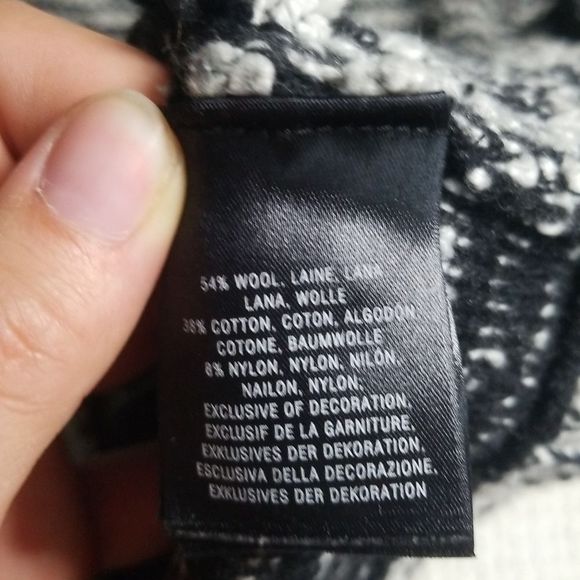 54% WOOL, LAINE, LANA
LANA, WOLLE
38% COTTON, COTON, ALGODON
COTONE, BAUMWOLLE
8% NYLON, NYLON, NILON,
NAILON, NYLON,
EXCLUSIVE OF DECORATION,
EXCLUSIF DE LA GARNITURE,
EXKLUSIVES DER DEKORATION,
ESCLUSIVA DELLA DECORAZIONE,
EXKLUSIVES DER DEKORATION